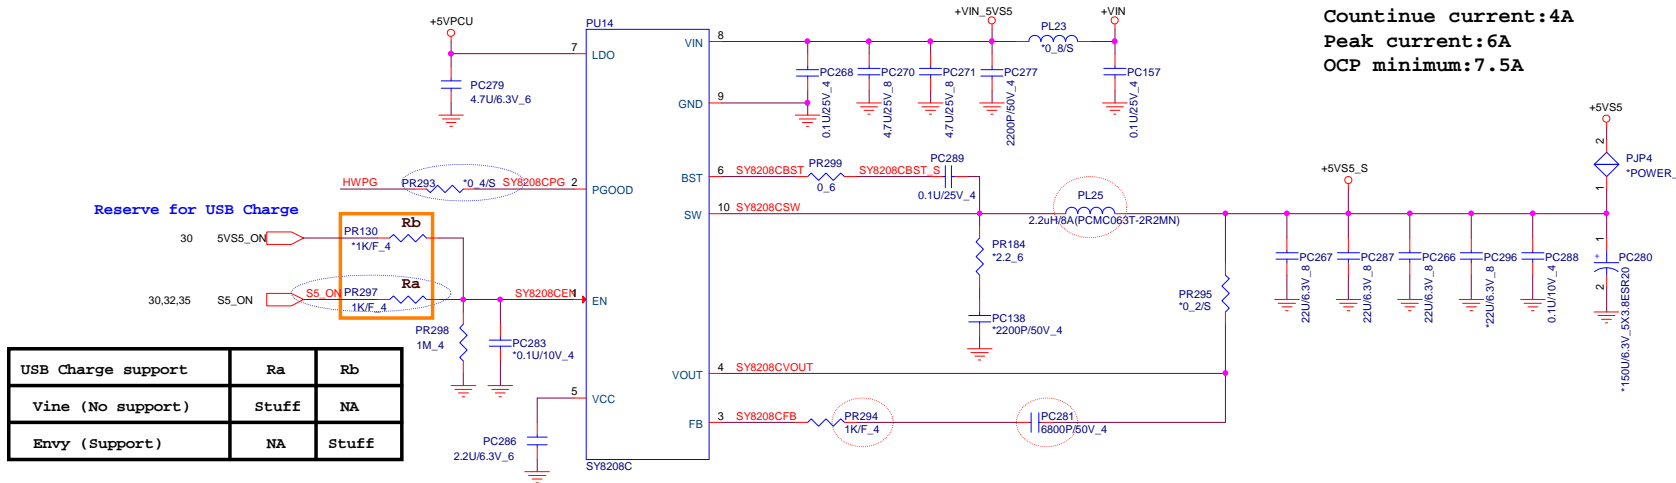 Countinue current:4A
Peak current:6A
OCP minimum:7.5A
+5VPCU
PC279
4.7U/6.3V_6
PU14
7
LDO
VIN
8
GND
9
+VIN_5VS5
PL23
*0_8/S
+VIN
PC268
0.1U/25V_4
PC270
4.7U/25V_8
PC271
4.7U/25V_8
PC277
2200P/50V_4
PC157
0.1U/25V_4
HWPG
PR293
*0_4/S
SY8208CPG
2
PGOOD
BST
6
SY8208CBST
PR299
0_6
SY8208CBST_S
PC289
0.1U/25V_4
SW
10
SY8208CSW
PL25
2.2uH/8A(PCMC063T-2R2MN)
+5VS5_S
+5VS5
2
PJP4
*POWER_
1
Reserve for USB Charge
30
5VS5_ON
PR130
*1K/F_4
Rb
30,32,35
S5_ON
S5_ON
PR297
1K/F_4
Ra
SY8208CEN
1
EN
PR298
1M_4
PC283
*0.1U/10V_4
PR184
*2.2_6
PC138
*2200P/50V_4
PR295
*0_2/S
PC267
22U/6.3V_8
PC287
22U/6.3V_8
PC266
22U/6.3V_8
PC296
*22U/6.3V_8
PC288
0.1U/10V_4
1
+
PC280
2
*150U/6.3V_5X3.8ESR20
VOUT
4
SY8208CVOUT
FB
3
SY8208CFB
PR294
1K/F_4
PC281
6800P/50V_4
5
VCC
PC286
2.2U/6.3V_6
SY8208C
USB Charge support Ra Rb
Vine (No support) Stuff NA
Envy (Support) NA Stuff